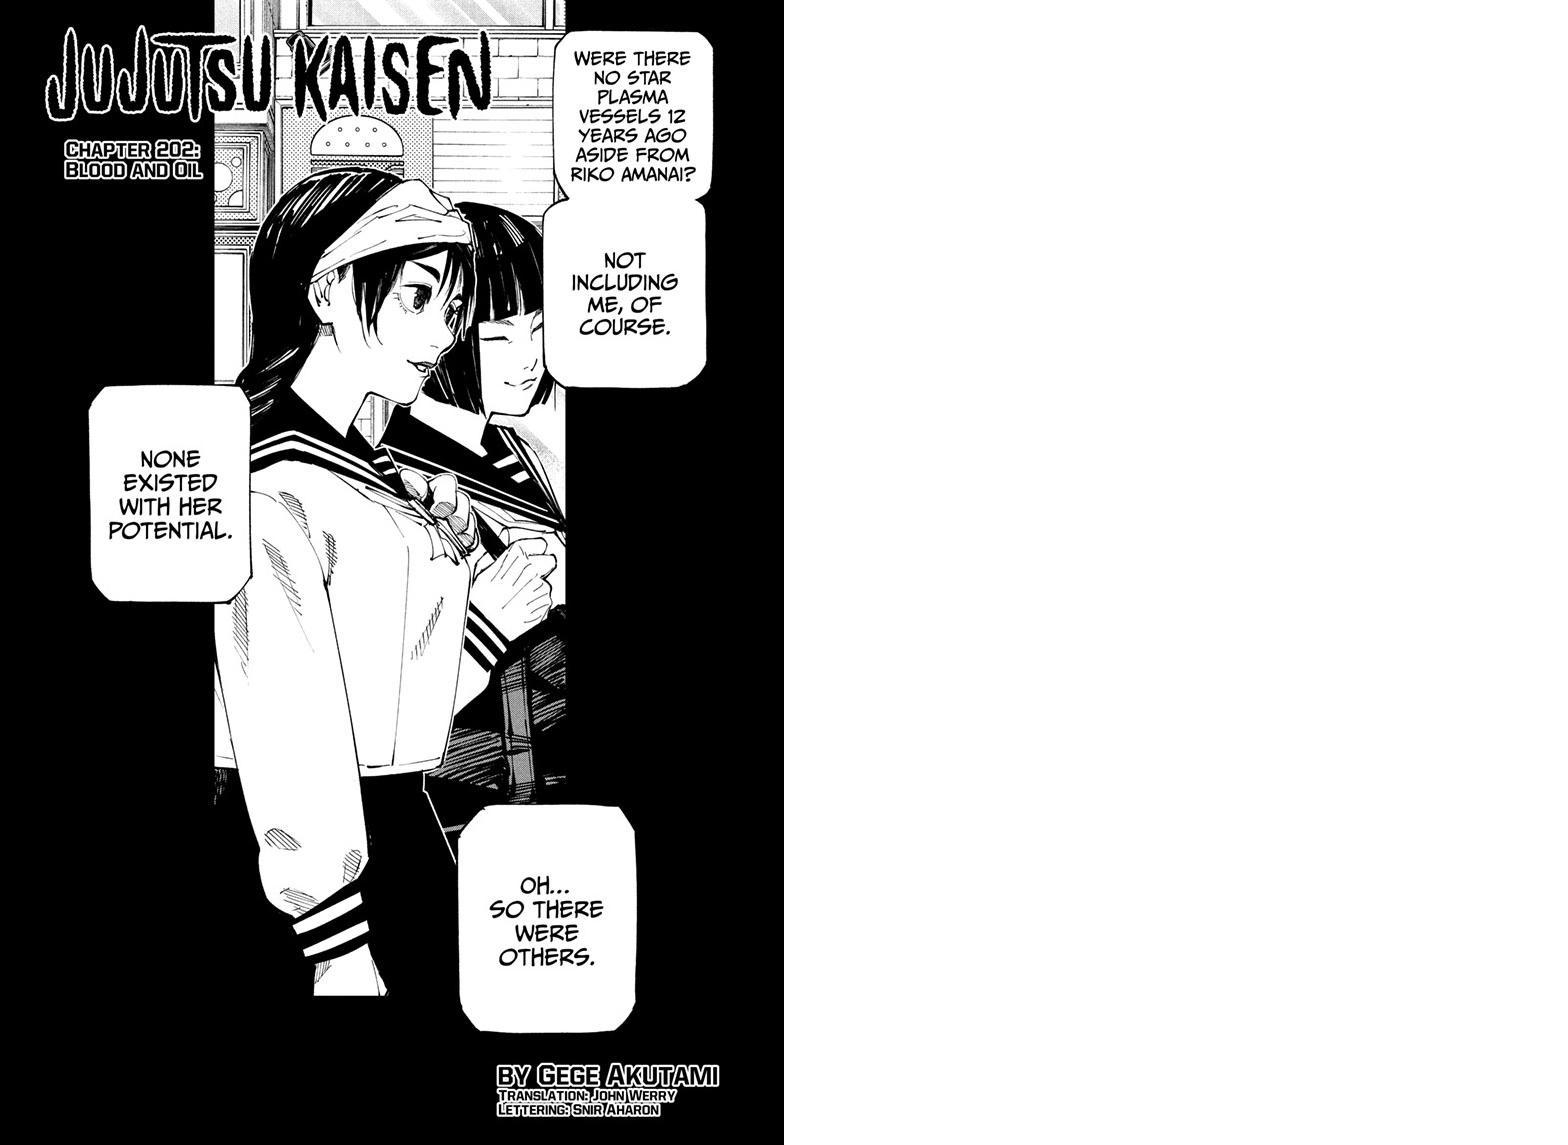 JUJUTSU KAISEN
CHAPTER 202:
BLOOD AND OIL
WERE THERE
NO STAR
PLASMA
VESSELS 12
YEARS AGO
ASIDE FROM
RIKO AMANAI?
NOT
INCLUDING
ME, OF
COURSE.
NONE
EXISTED
WITH HER
POTENTIAL.
OH...
SO THERE
WERE
OTHERS.
BY GEGE AKUTAMI
TRANSLATION: JOHN WERRY
LETTERING: SNIR AHARON